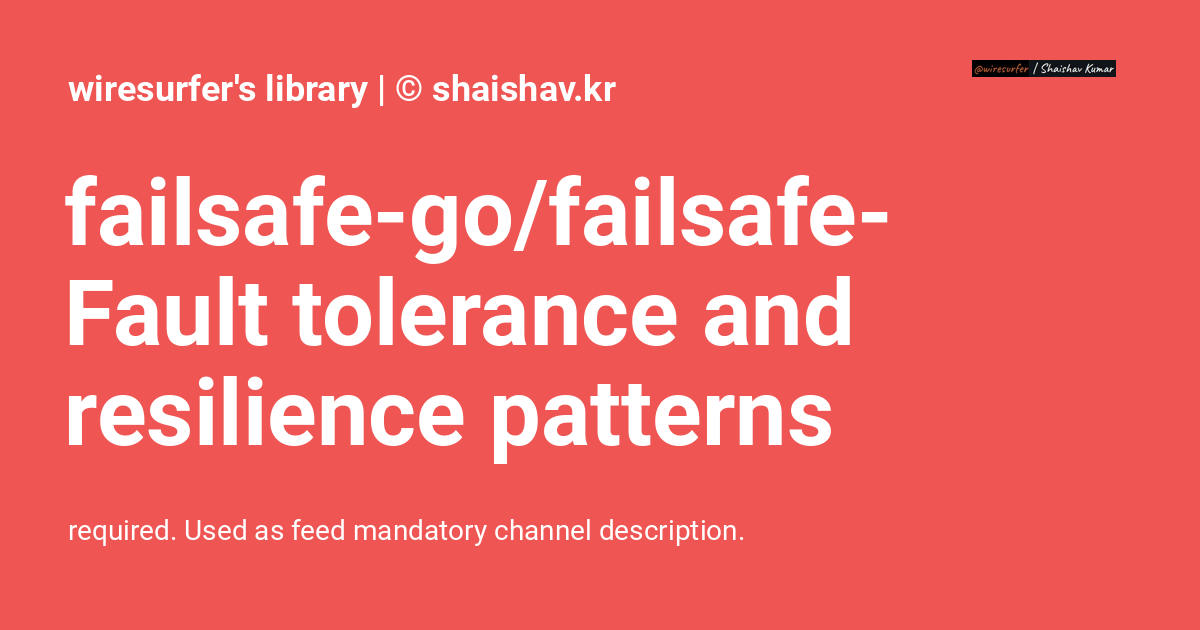 wiresurfer's library | © shaishav.kr
@wiresurfer | Shaishav Kumar
failsafe-go/failsafe-
Fault tolerance and
resilience patterns
required. Used as feed mandatory channel description.